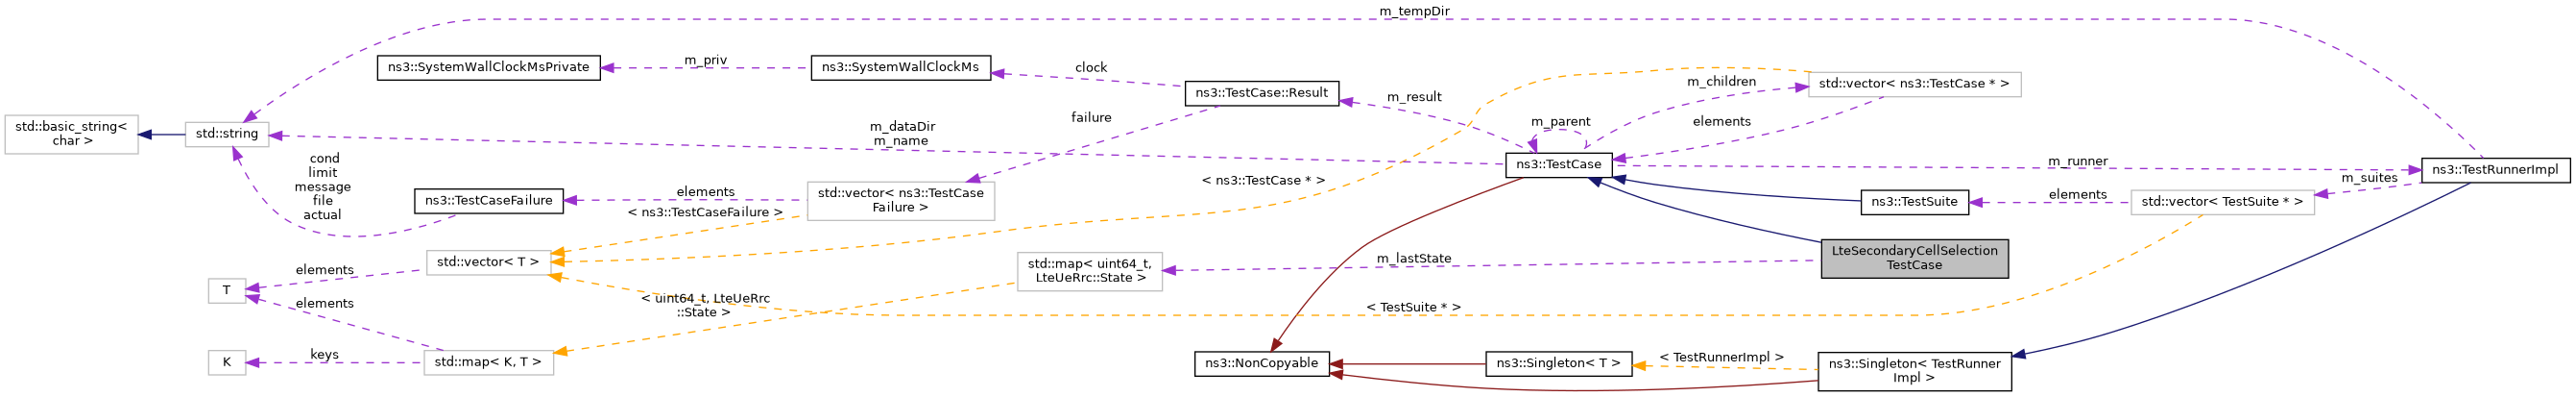 m_tempDir
ns3::SystemWallClockMsPrivate
m_priv
ns3::SystemWallClockMs
clock
ns3::TestCase::Result
m_result
m_children
std::vector< ns3::TestCase * >
std::basic_string<
char >
std::string
m_dataDir
m_name
failure
m_parent
elements
ns3::TestCase
m_runner
ns3::TestRunnerImpl
cond
limit
message
file
actual
ns3::TestCaseFailure
elements
< ns3::TestCaseFailure >
std::vector< ns3::TestCase
Failure >
< ns3::TestCase * >
ns3::TestSuite
elements
std::vector< TestSuite * >
m_suites
std::vector< T >
elements
T
elements
std::map< uint64_t,
LteUeRrc::State >
m_lastState
LteSecondaryCellSelection
TestCase
< uint64_t, LteUeRrc
::State >
< TestSuite * >
K
keys
std::map< K, T >
ns3::NonCopyable
ns3::Singleton< T >
< TestRunnerImpl >
ns3::Singleton< TestRunner
Impl >